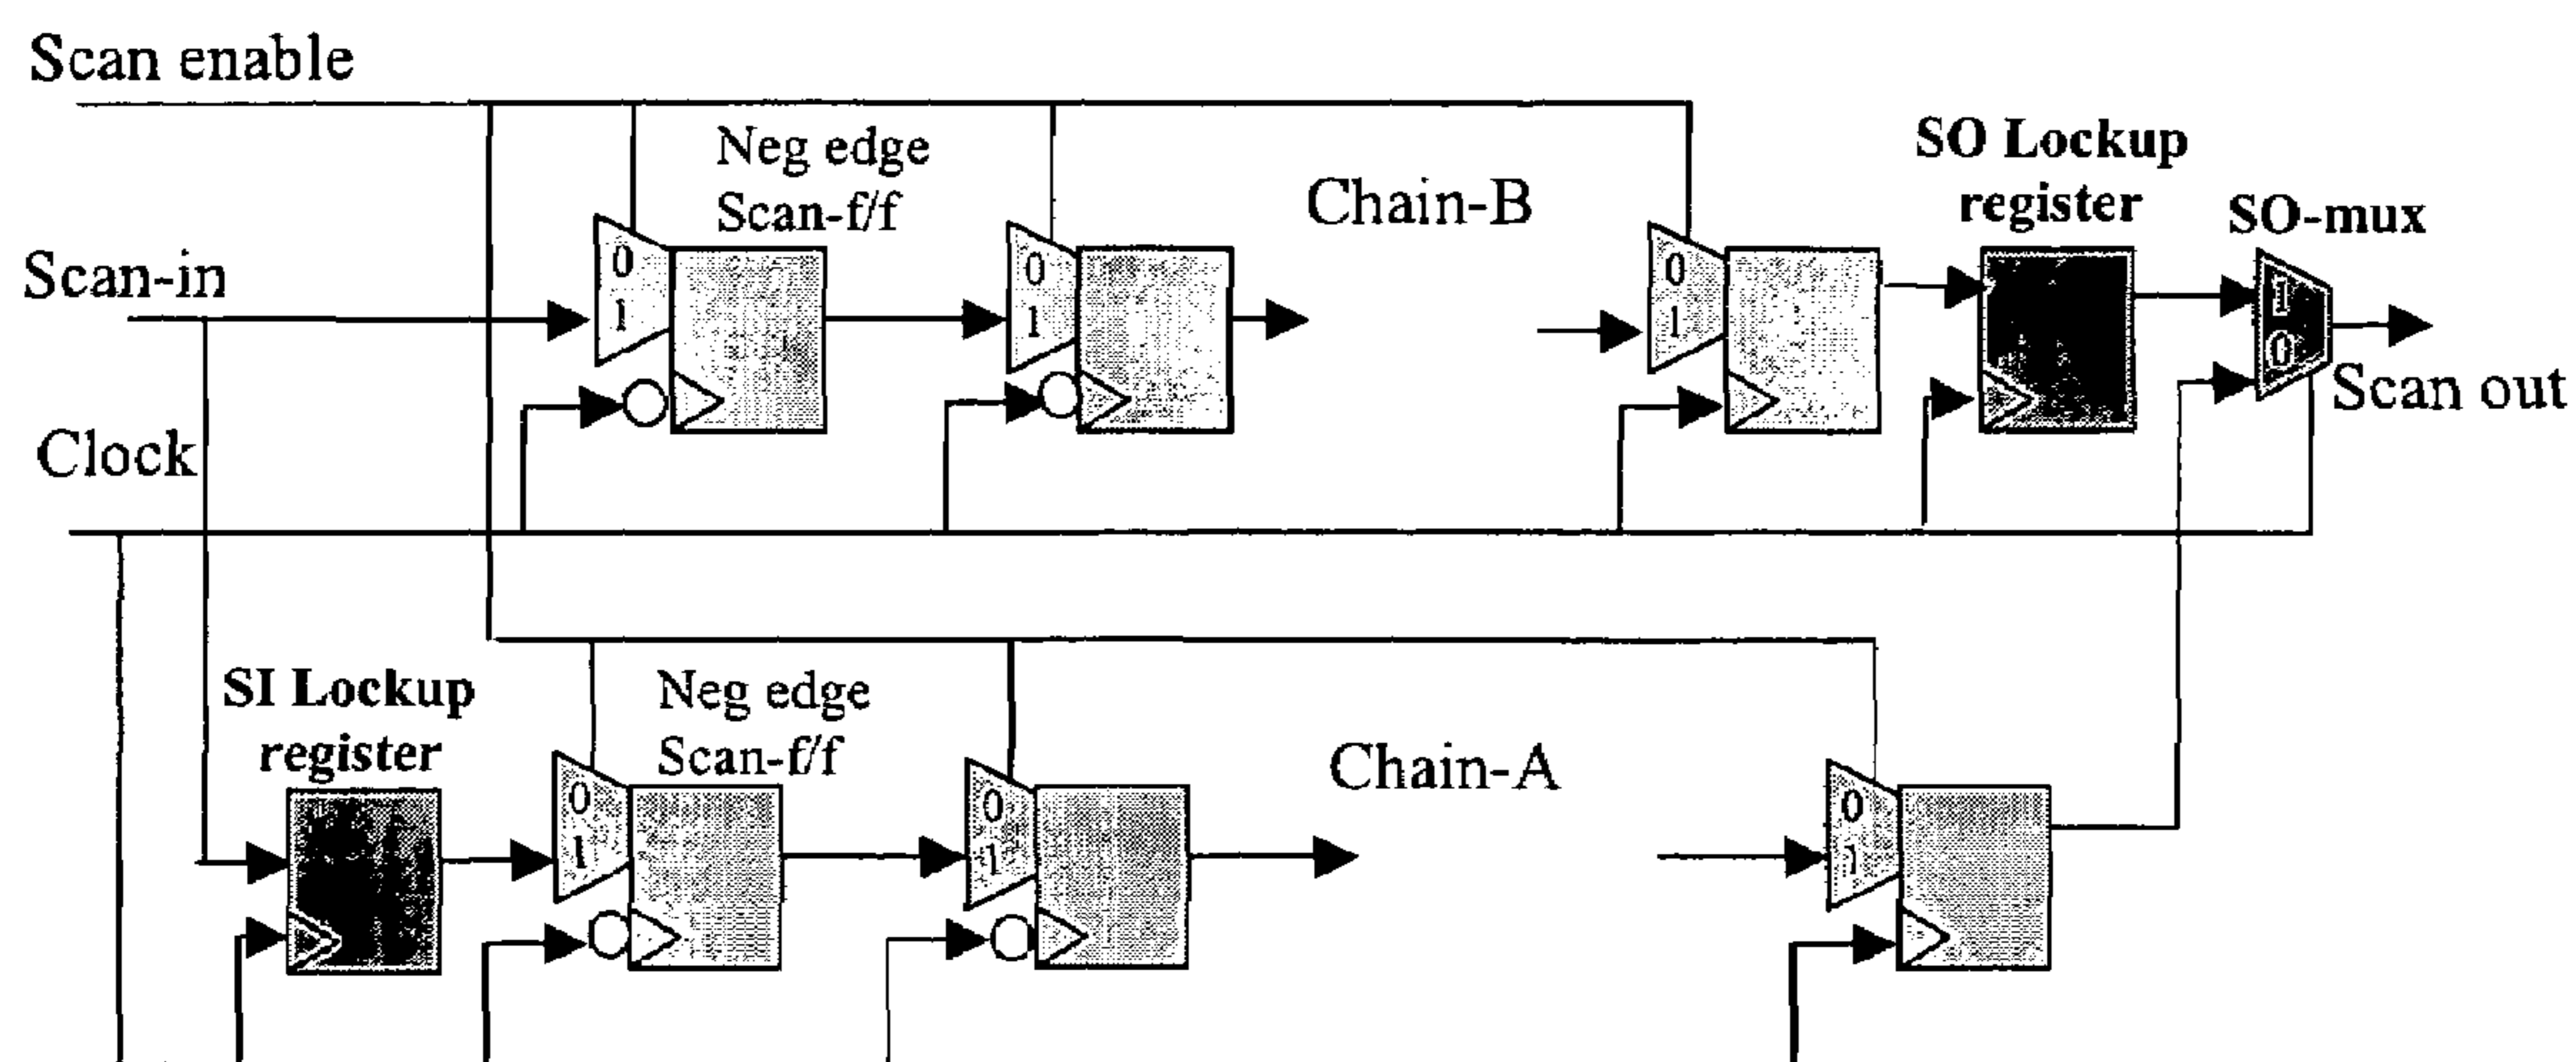 Scan enable
Neg edge
Scan-f/f
Chain-B
SO Lockup
register
SO-mux
Scan-in
0
1
0
1
0
1
1
0
Scan out
Clock
SI Lockup
register
Neg edge
Scan-f/f
Chain-A
0
1
0
1
0
1